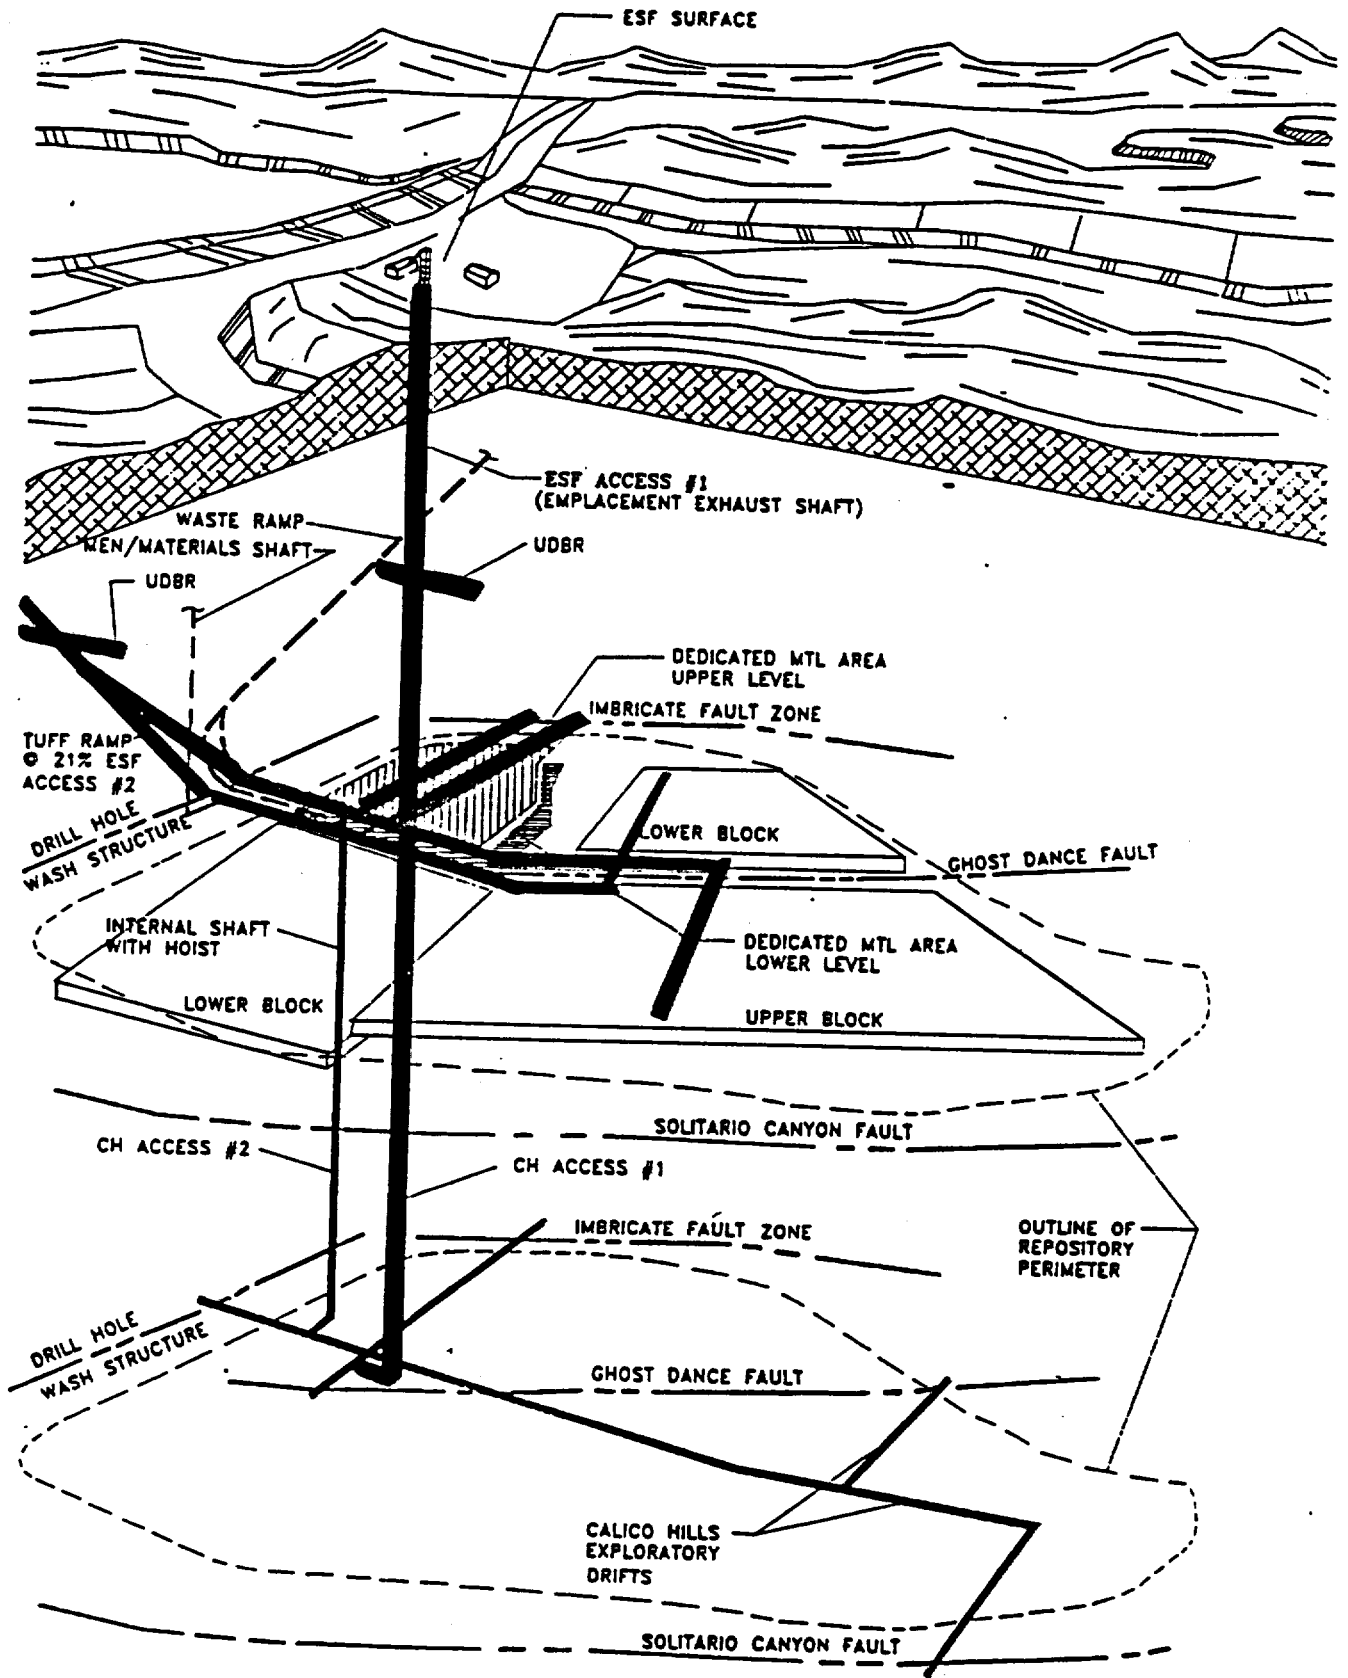 ESF SURFACE
ESF ACCESS #1
(EMPLACEMENT EXHAUST SHAFT)
WASTE RAMP
MEN/MATERIALS SHAFT
UDBR
UDBR
DEDICATED MTL AREA
UPPER LEVEL
IMBRICATE FAULT ZONE
TUFF RAMP
@ 21% ESF
ACCESS #2
DRILL HOLE
WASH STRUCTURE
LOWER BLOCK
GHOST DANCE FAULT
INTERNAL SHAFT
WITH HOIST
DEDICATED MTL AREA
LOWER LEVEL
LOWER BLOCK
UPPER BLOCK
SOLITARIO CANYON FAULT
CH ACCESS #2
CH ACCESS #1
IMBRICATE FAULT ZONE
OUTLINE OF
REPOSITORY
PERIMETER
DRILL HOLE
WASH STRUCTURE
GHOST DANCE FAULT
CALICO HILLS
EXPLORATORY
DRIFTS
SOLITARIO CANYON FAULT